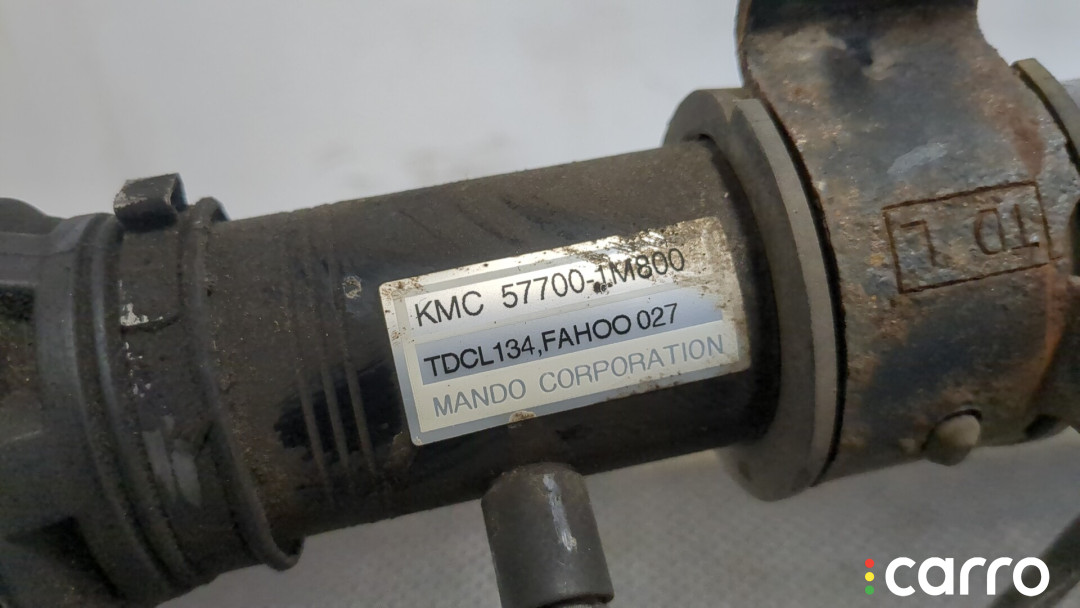 KMC 57700-1M800
TDCL134,FAHOO 027
MANDO CORPORATION
TD L
carro